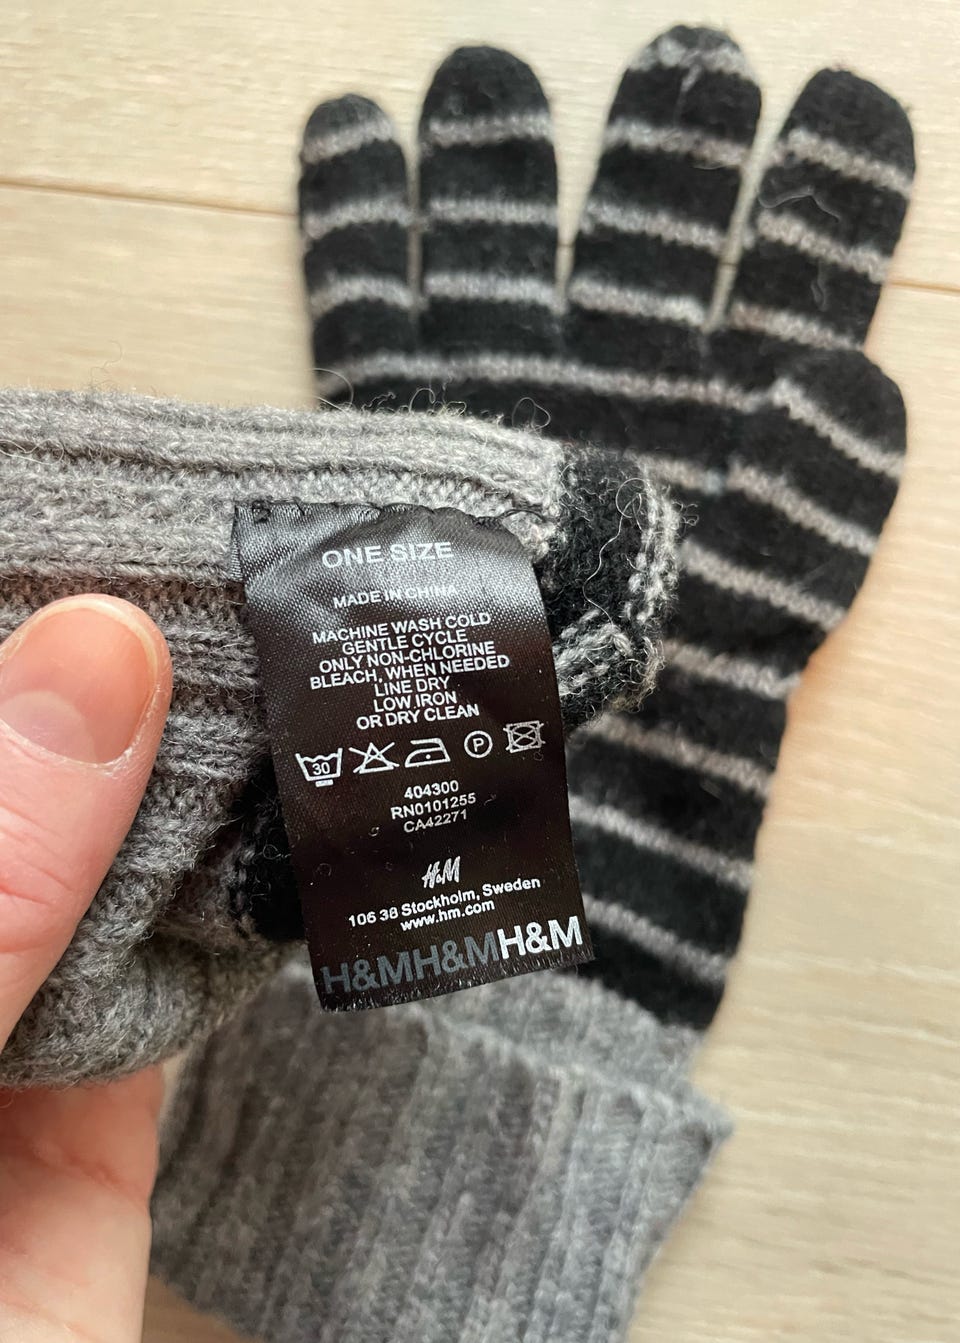 ONE SIZE
MADE IN CHINA
MACHINE WASH COLD
GENTLE CYCLE
ONLY NON-CHLORINE
BLEACH, WHEN NEEDED
LINE DRY
LOW IRON
OR DRY CLEAN
30 P
404300
RN0101255
CA42271
H&M
106 38 Stockholm, Sweden
www.hm.com
H&MH&MH&M